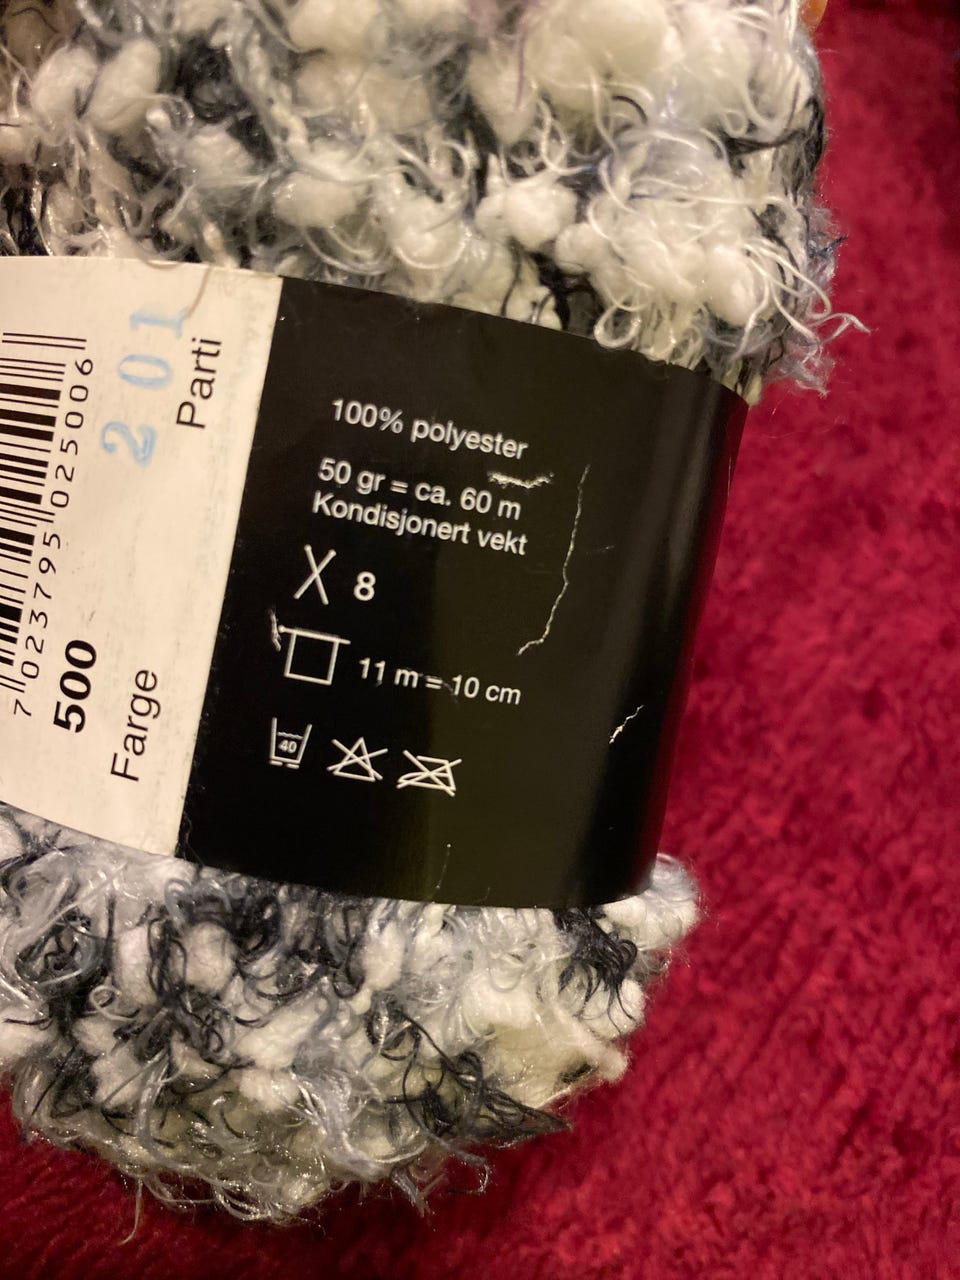 100% polyester
50 gr = ca. 60 m
Kondisjonert vekt
8
11 m = 10 cm
40
Parti
201
7 023795 025006
500
Farge